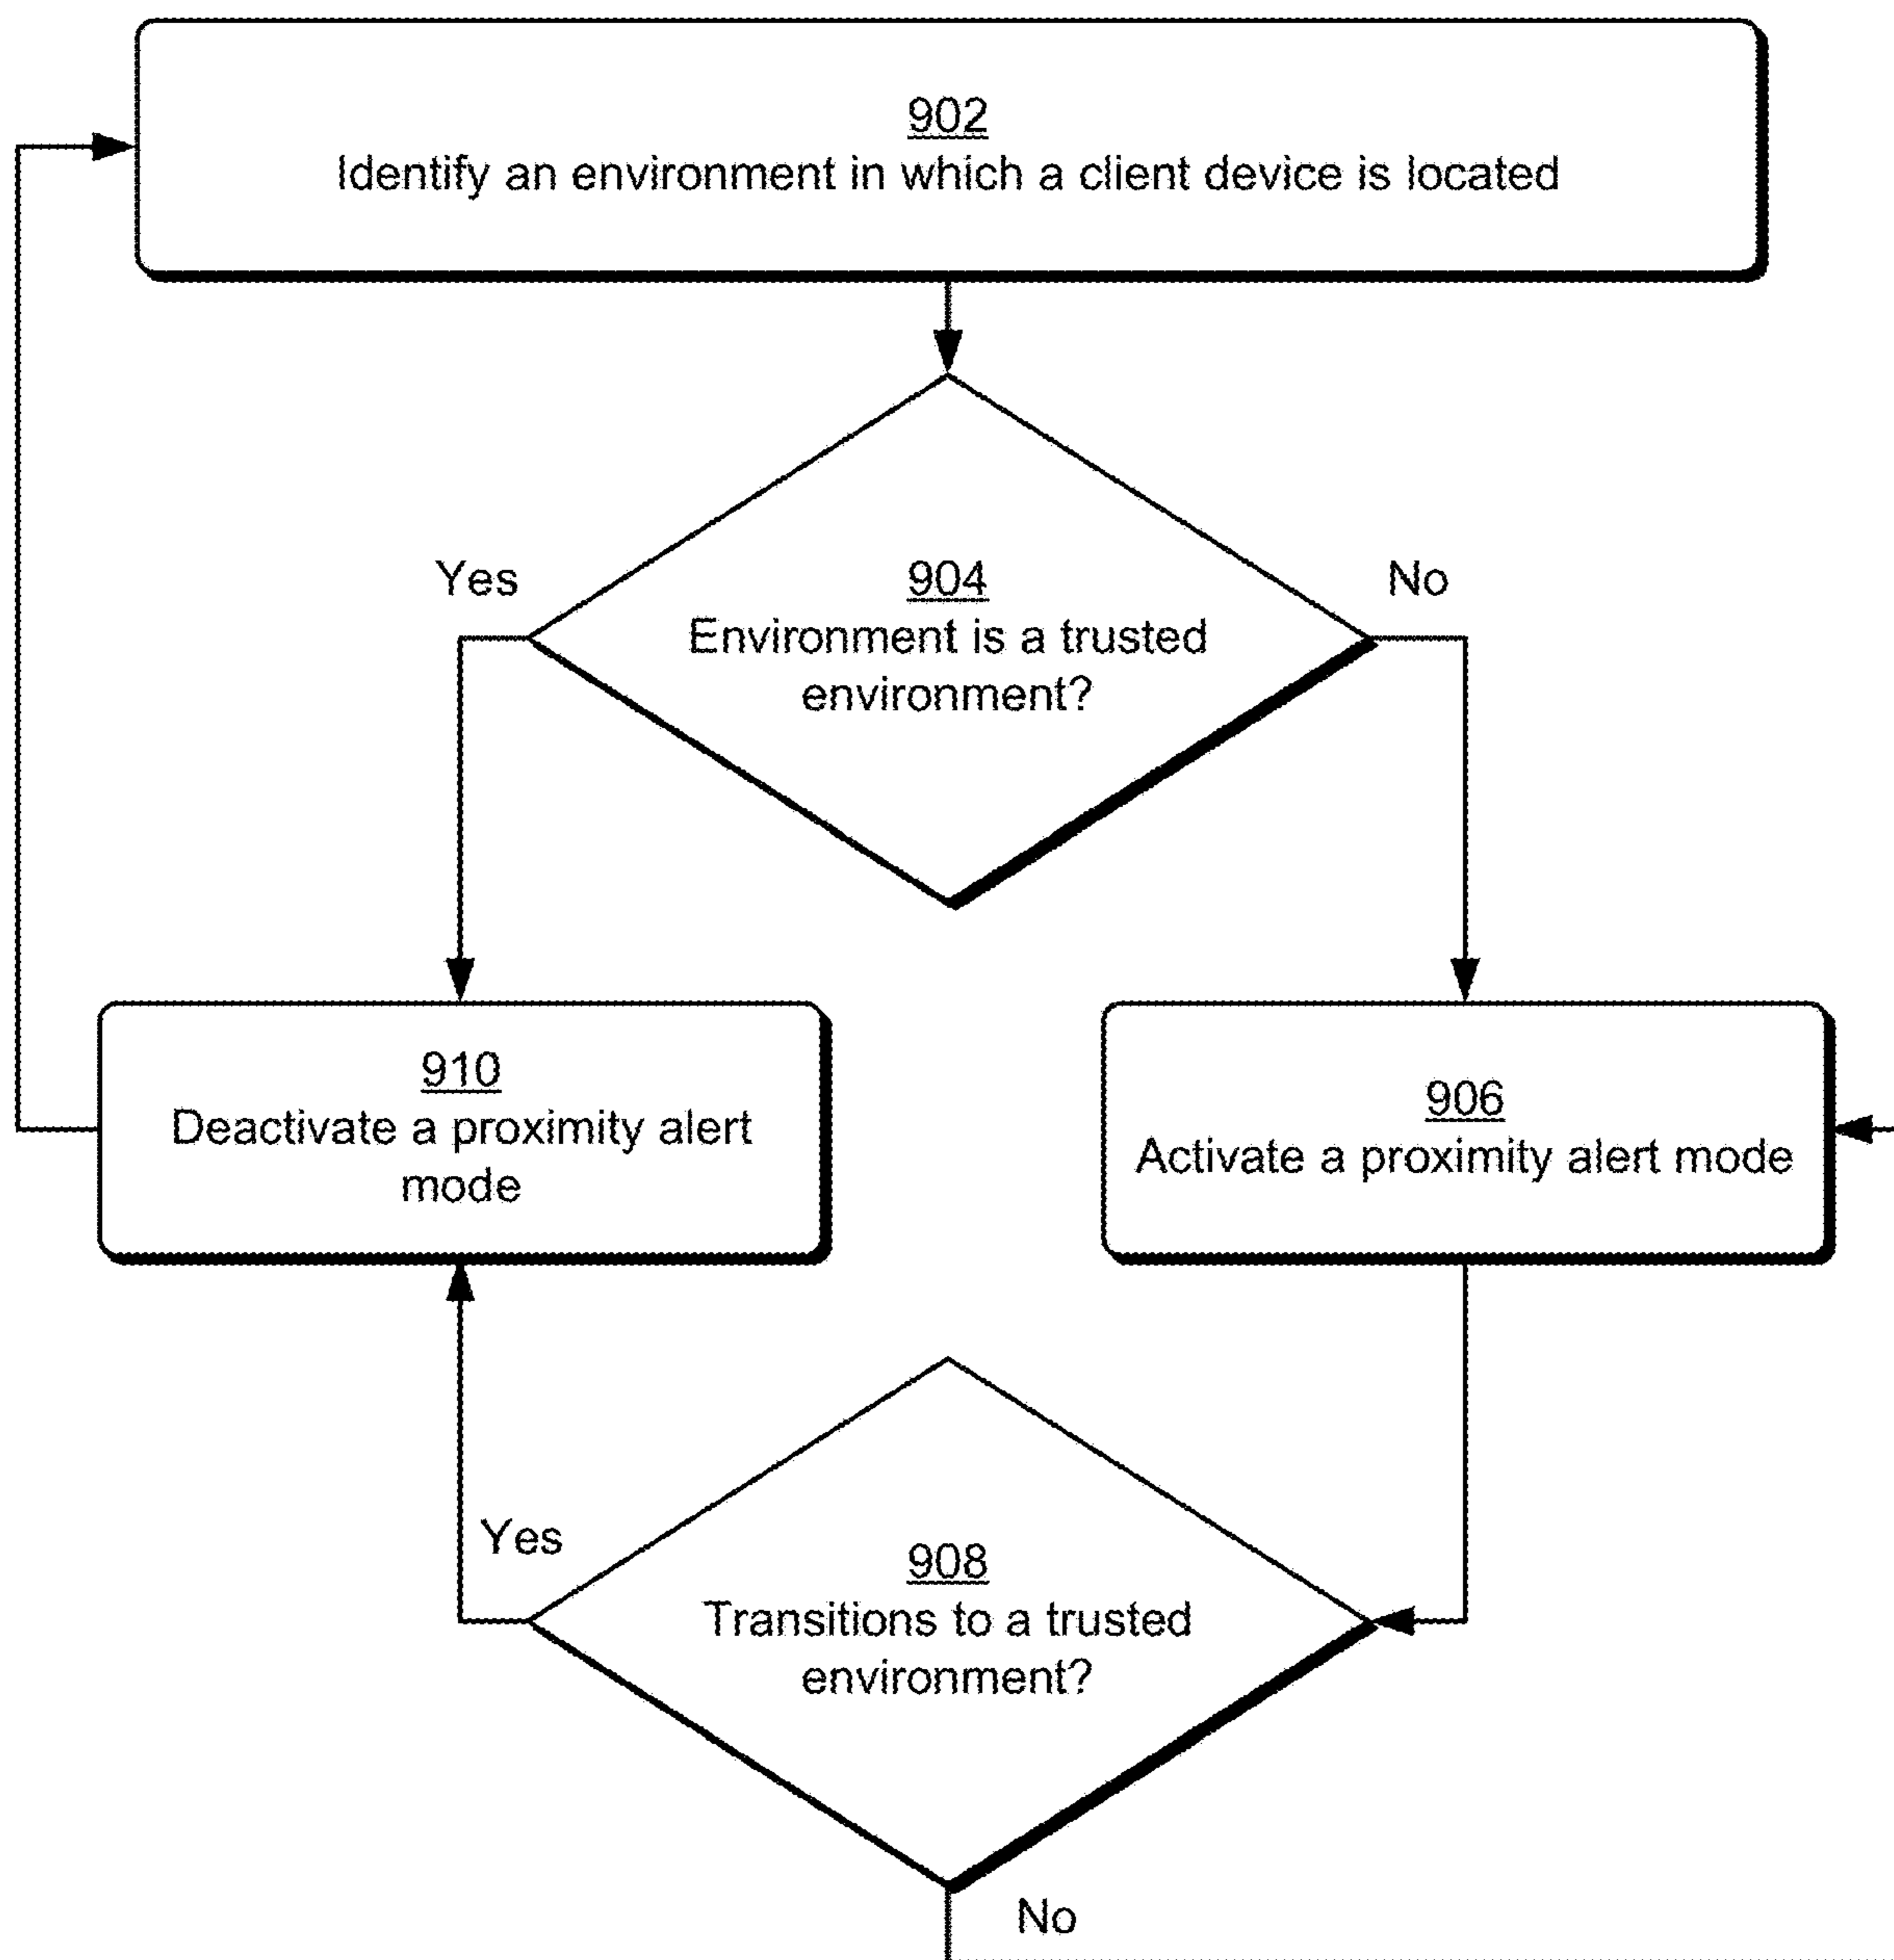 902
Identify an environment in which a client device is located
Yes
904
No
Environment is a trusted
environment?
910
Deactivate a proximity alert
mode
906
Activate a proximity alert mode
Yes
908
Transitions to a trusted
environment?
No